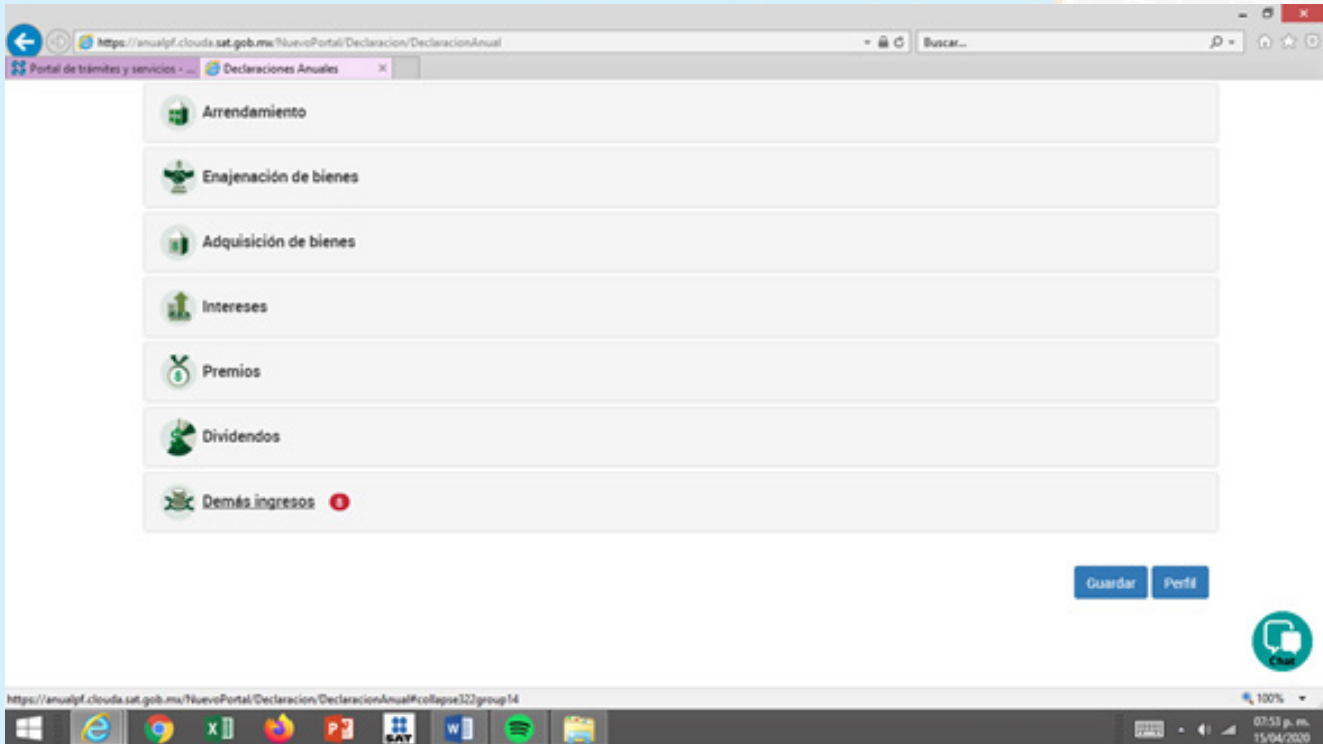 https://anualpf.clouda.sat.gob.mx/NuevoPortal/Declaracion/DeclaracionAnual
Buscar...
Portal de trámites y servicios - ...
Declaraciones Anuales
Arrendamiento
Enajenación de bienes
Adquisición de bienes
Intereses
Premios
Dividendos
Demás ingresos
Guardar
Perfil
Chat
https://anualpf.clouda.sat.gob.mx/NuevoPortal/Declaracion/DeclaracionAnual#collapse322group14
100%
SAT
07:53 p. m.
15/04/2020